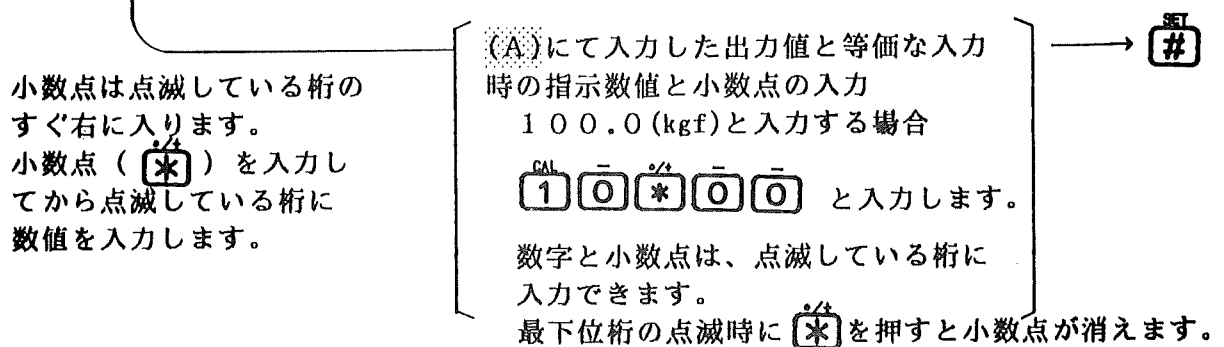 小数点は点滅している桁の
すぐ右に入ります。
小数点（ ./+ * ）を入力し
てから点滅している桁に
数値を入力します。
(A)にて入力した出力値と等価な入力
時の指示数値と小数点の入力
１００.０(kgf)と入力する場合
CAL － ./+ － －
1 0 * 0 0 と入力します。
数字と小数点は、点滅している桁に
入力できます。
最下位桁の点滅時に ./+ * を押すと小数点が消えます。
SET
#